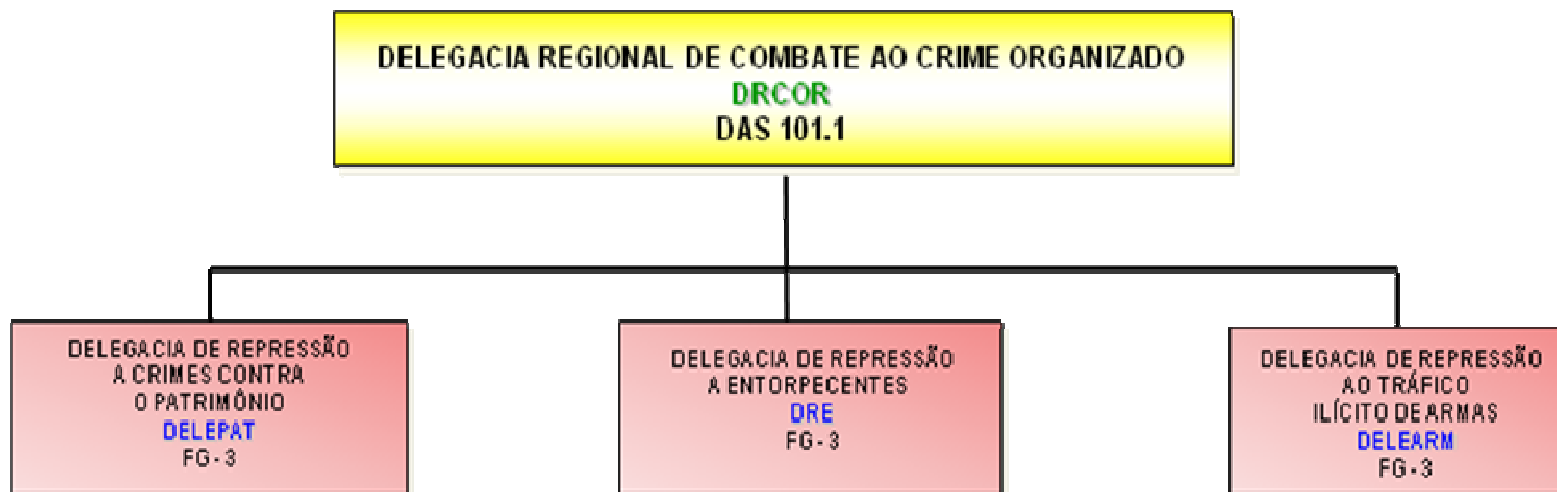 DELEGACIA REGIONAL DE COMBATE AO CRIME ORGANIZADO
DRCOR
DAS 101.1
DELEGACIA DE REPRESSÃO
A CRIMES CONTRA
O PATRIMÔNIO
DELEPAT
FG-3
DELEGACIA DE REPRESSÃO
A ENTORPECENTES
DRE
FG-3
DELEGACIA DE REPRESSÃO
AO TRÁFICO
ILÍCITO DE ARMAS
DELEARM
FG-3